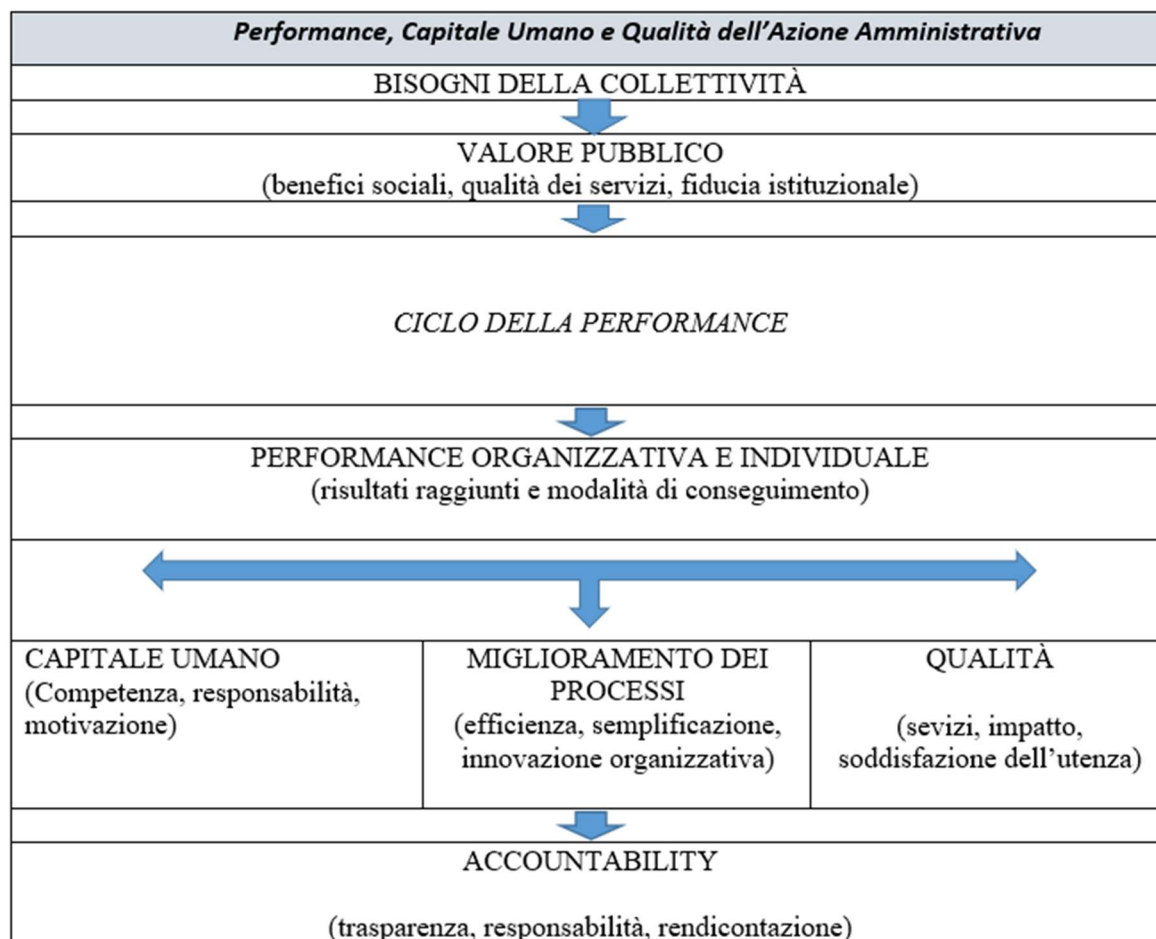 Performance, Capitale Umano e Qualità dell'Azione Amministrativa
BISOGNI DELLA COLLETTIVITÀ
VALORE PUBBLICO
(benefici sociali, qualità dei servizi, fiducia istituzionale)
CICLO DELLA PERFORMANCE
PERFORMANCE ORGANIZZATIVA E INDIVIDUALE
(risultati raggiunti e modalità di conseguimento)
CAPITALE UMANO
(Competenza, responsabilità,
motivazione)
MIGLIORAMENTO DEI
PROCESSI
(efficienza, semplificazione,
innovazione organizzativa)
QUALITÀ
(sevizi, impatto,
soddisfazione dell'utenza)
ACCOUNTABILITY
(trasparenza, responsabilità, rendicontazione)